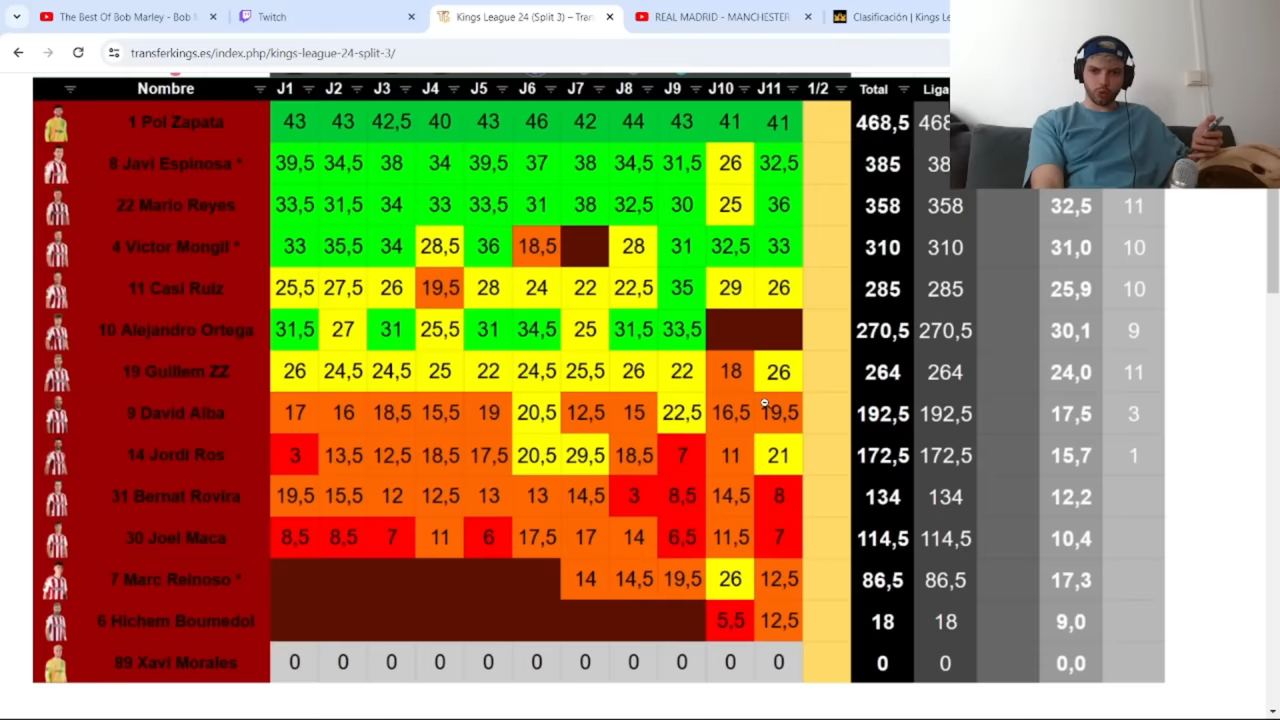 The Best Of Bob Marley - Bob
Twitch
Kings League 24 (Split 3) – Tran
REAL MADRID - MANCHESTER
Clasificación | Kings Le
transferkings.es/index.php/kings-league-24-split-3/
Nombre J1 J2 J3 J4 J5 J6 J7 J8 J9 J10 J11 1/2 Total Liga
1 Pol Zapata 43 43 42,5 40 43 46 42 44 43 41 41 468,5 468
8 Javi Espinosa * 39,5 34,5 38 34 39,5 37 38 34,5 31,5 26 32,5 385 38
22 Mario Reyes 33,5 31,5 34 33 33,5 31 38 32,5 30 25 36 358 358 32,5 11
4 Victor Mongil * 33 35,5 34 28,5 36 18,5 28 31 32,5 33 310 310 31,0 10
11 Casi Ruiz 25,5 27,5 26 19,5 28 24 22 22,5 35 29 26 285 285 25,9 10
10 Alejandro Ortega 31,5 27 31 25,5 31 34,5 25 31,5 33,5 270,5 270,5 30,1 9
19 Guillem ZZ 26 24,5 24,5 25 22 24,5 25,5 26 22 18 26 264 264 24,0 11
9 David Alba 17 16 18,5 15,5 19 20,5 12,5 15 22,5 16,5 19,5 192,5 192,5 17,5 3
14 Jordi Ros 3 13,5 12,5 18,5 17,5 20,5 29,5 18,5 7 11 21 172,5 172,5 15,7 1
31 Bernat Rovira 19,5 15,5 12 12,5 13 13 14,5 3 8,5 14,5 8 134 134 12,2
30 Joel Maca 8,5 8,5 7 11 6 17,5 17 14 6,5 11,5 7 114,5 114,5 10,4
7 Marc Reinoso * 14 14,5 19,5 26 12,5 86,5 86,5 17,3
6 Hichem Boumedol 5,5 12,5 18 18 9,0
89 Xavi Morales 0 0 0 0 0 0 0 0 0 0 0 0 0 0,0